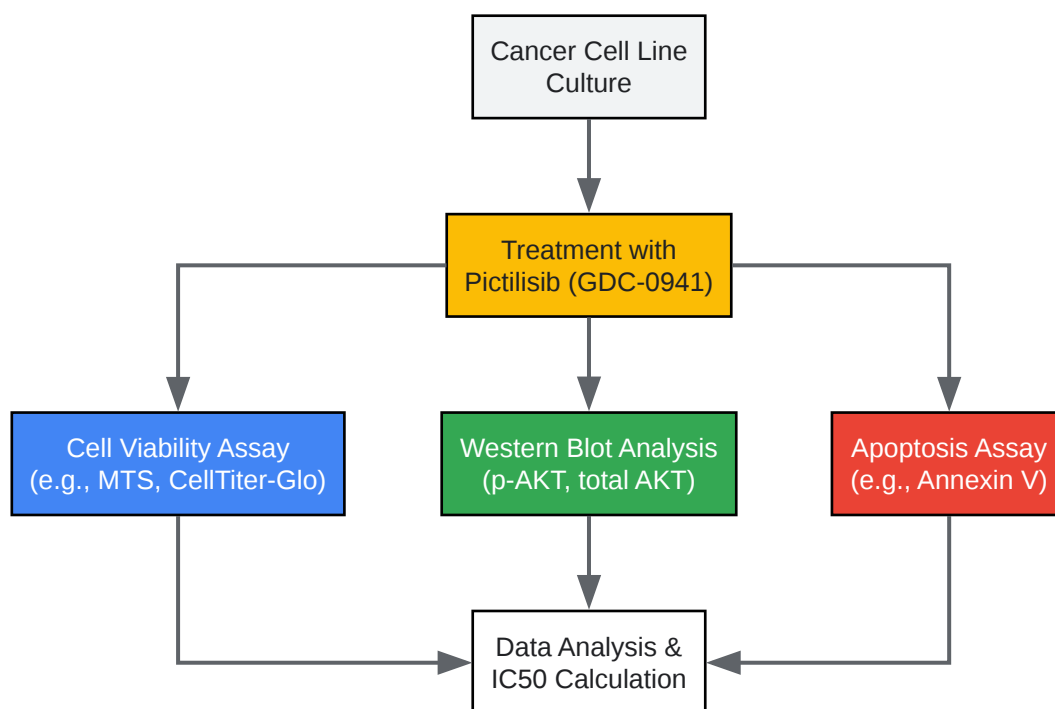 Cancer Cell Line
Culture
Treatment with
Pictilisib (GDC-0941)
Cell Viability Assay
(e.g., MTS, CellTiter-Glo)
Western Blot Analysis
(p-AKT, total AKT)
Apoptosis Assay
(e.g., Annexin V)
Data Analysis &
IC50 Calculation